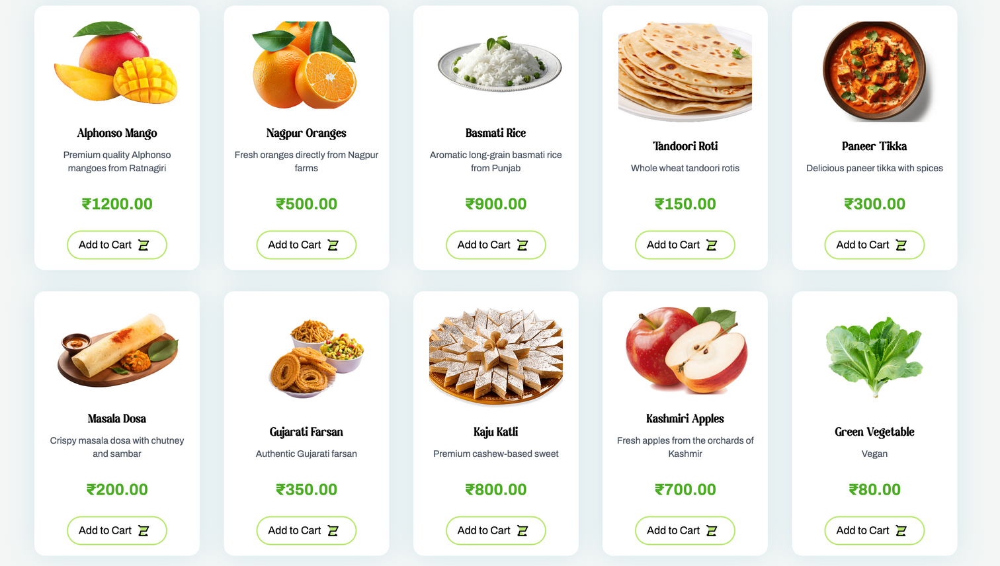 Alphonso Mango
Premium quality Alphonso
mangoes from Ratnagiri
₹1200.00
Add to Cart
Nagpur Oranges
Fresh oranges directly from Nagpur
farms
₹500.00
Add to Cart
Basmati Rice
Aromatic long-grain basmati rice
from Punjab
₹900.00
Add to Cart
Tandoori Roti
Whole wheat tandoori rotis
₹150.00
Add to Cart
Paneer Tikka
Delicious paneer tikka with spices
₹300.00
Add to Cart
Masala Dosa
Crispy masala dosa with chutney
and sambar
₹200.00
Add to Cart
Gujarati Farsan
Authentic Gujarati farsan
₹350.00
Add to Cart
Kaju Katli
Premium cashew-based sweet
₹800.00
Add to Cart
Kashmiri Apples
Fresh apples from the orchards of
Kashmir
₹700.00
Add to Cart
Green Vegetable
Vegan
₹80.00
Add to Cart